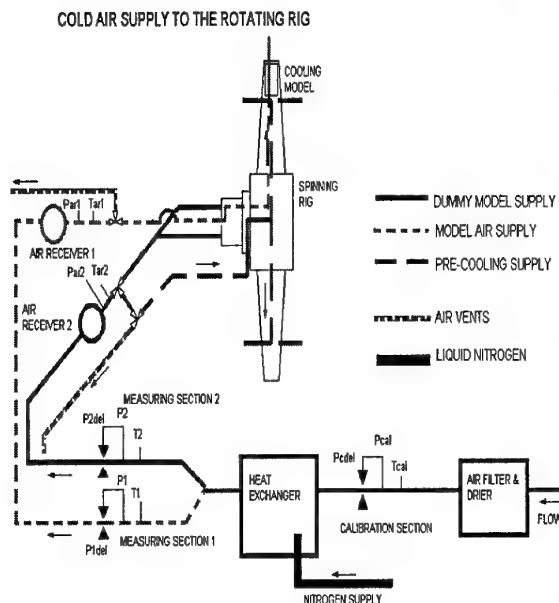 COLD AIR SUPPLY TO THE ROTATING RIG
COOLING
MODEL
SPINNING
RIG
Par1 Tar1
AIR RECEIVER 1
Par2 Tar2
AIR
RECEIVER 2
DUMMY MODEL SUPPLY
MODEL AIR SUPPLY
PRE-COOLING SUPPLY
AIR VENTS
LIQUID NITROGEN
MEASURING SECTION 2
P2del P2
T2
P1
T1
P1del
MEASURING SECTION 1
HEAT
EXCHANGER
Pcal
Pcdel
Tcal
CALIBRATION SECTION
AIR FILTER &
DRIER
FLOW
NITROGEN SUPPLY